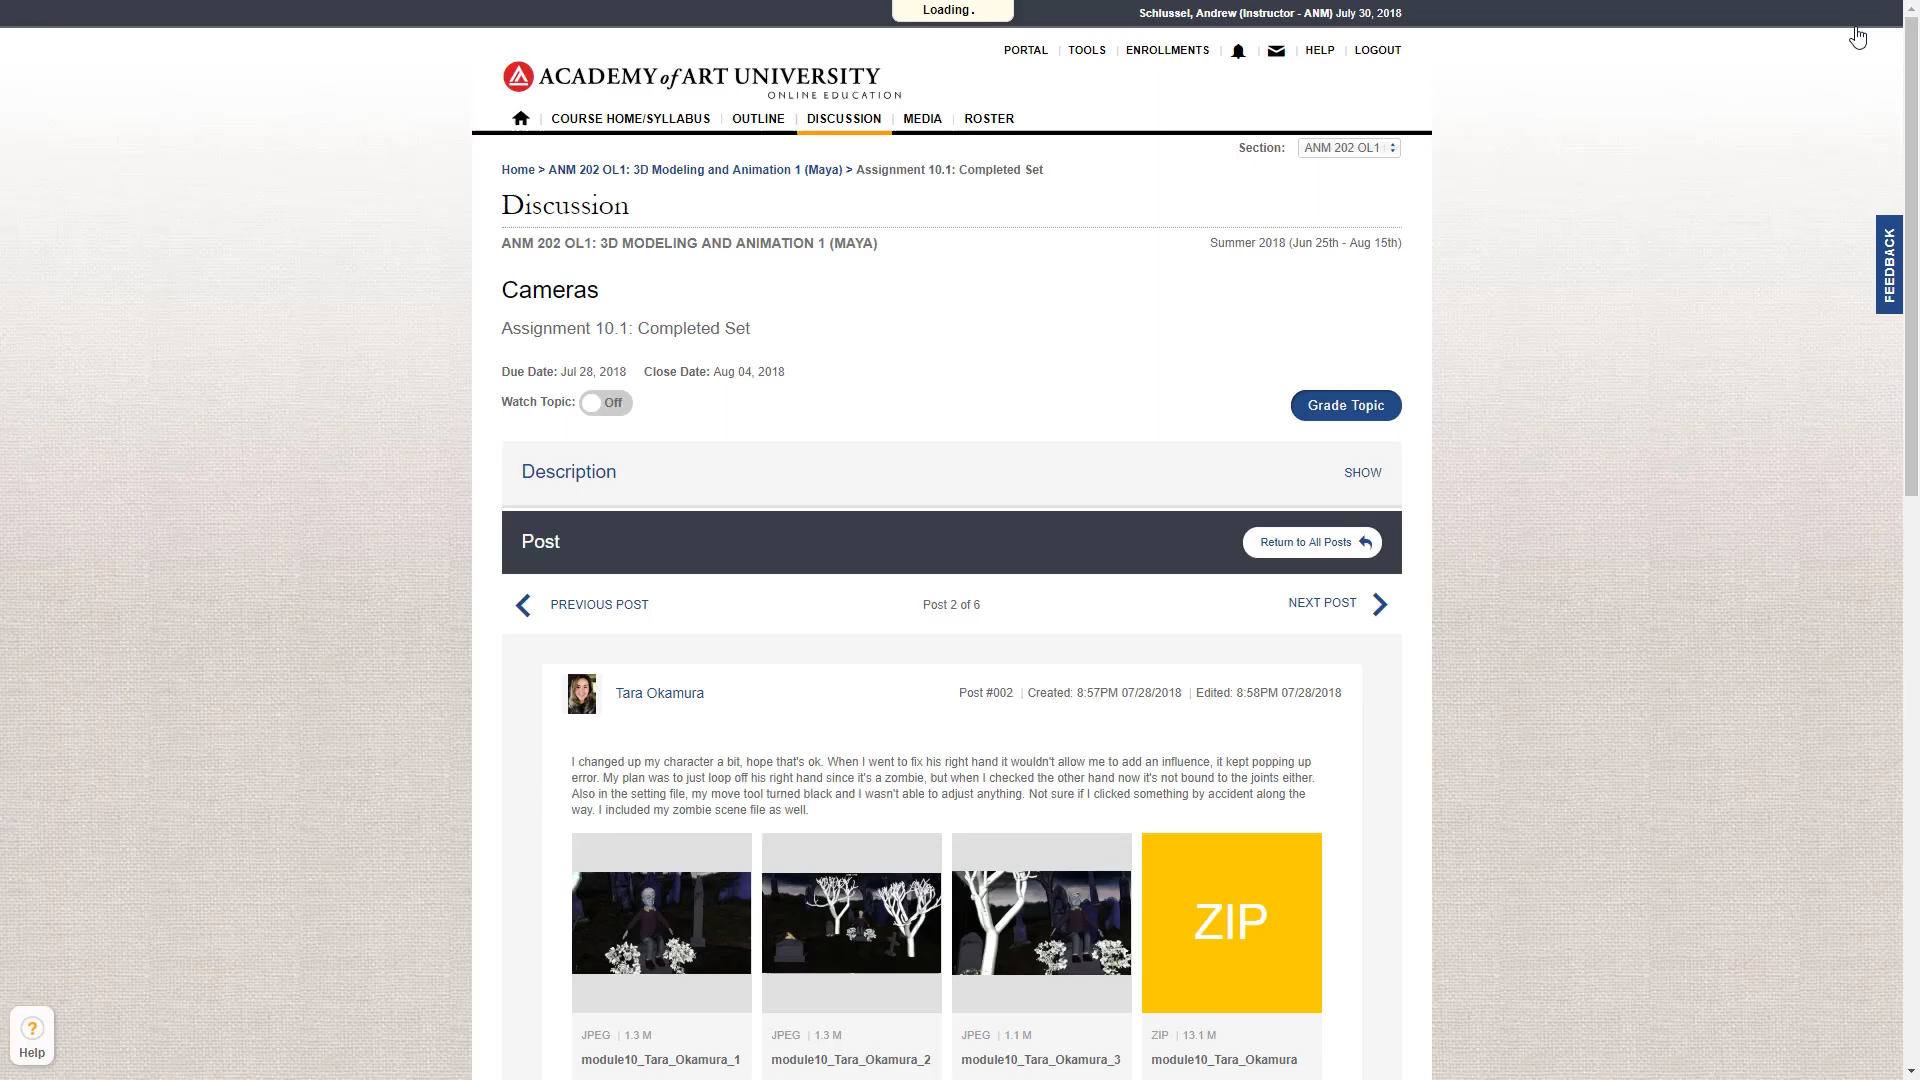 Loading.
Schlussel, Andrew (Instructor - ANM) July 30, 2018
PORTAL | TOOLS | ENROLLMENTS | | | HELP | LOGOUT
ACADEMY of ART UNIVERSITY
ONLINE EDUCATION
COURSE HOME/SYLLABUS | OUTLINE | DISCUSSION | MEDIA | ROSTER
Section: ANM 202 OL1
Home > ANM 202 OL1: 3D Modeling and Animation 1 (Maya) > Assignment 10.1: Completed Set
Discussion
ANM 202 OL1: 3D MODELING AND ANIMATION 1 (MAYA)
Summer 2018 (Jun 25th - Aug 15th)
FEEDBACK
Cameras
Assignment 10.1: Completed Set
Due Date: Jul 28, 2018 Close Date: Aug 04, 2018
Watch Topic: Off
Grade Topic
Description
SHOW
Post
Return to All Posts
PREVIOUS POST
Post 2 of 6
NEXT POST
Tara Okamura
Post #002 | Created: 8:57PM 07/28/2018 | Edited: 8:58PM 07/28/2018
I changed up my character a bit, hope that's ok. When I went to fix his right hand it wouldn't allow me to add an influence, it kept popping up
error. My plan was to just loop off his right hand since it's a zombie, but when I checked the other hand now it's not bound to the joints either.
Also in the setting file, my move tool turned black and I wasn't able to adjust anything. Not sure if I clicked something by accident along the
way. I included my zombie scene file as well.
ZIP
JPEG | 1.3 M
module10_Tara_Okamura_1
JPEG | 1.3 M
module10_Tara_Okamura_2
JPEG | 1.1 M
module10_Tara_Okamura_3
ZIP | 13.1 M
module10_Tara_Okamura
?
Help